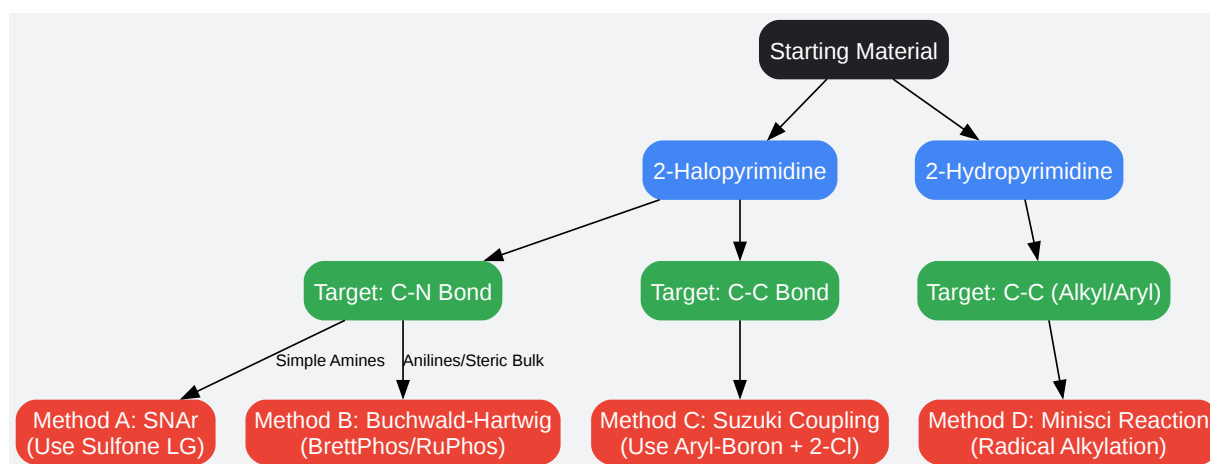 Starting Material
2-Halopyrimidine
2-Hydropyrimidine
Target: C-N Bond
Target: C-C Bond
Target: C-C (Alkyl/Aryl)
Simple Amines
Anilines/Steric Bulk
Method A: SNAr
(Use Sulfone LG)
Method B: Buchwald-Hartwig
(BrettPhos/RuPhos)
Method C: Suzuki Coupling
(Use Aryl-Boron + 2-Cl)
Method D: Minisci Reaction
(Radical Alkylation)